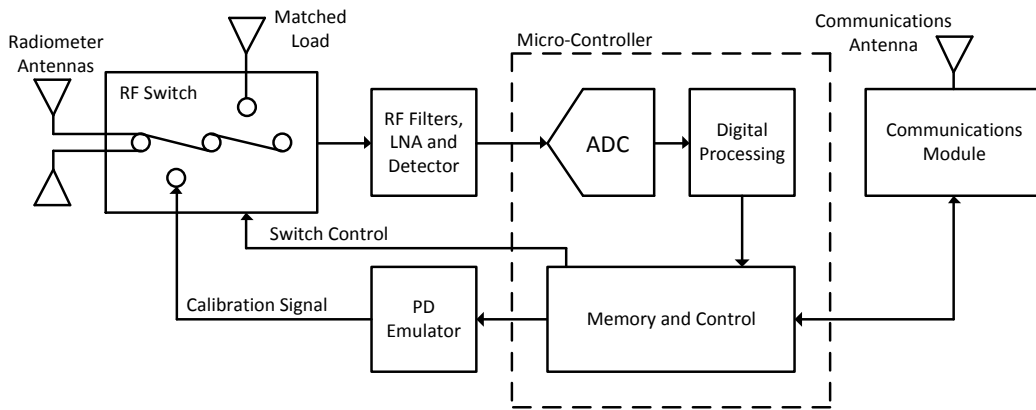 Matched
Load
Communications
Antenna
Radiometer
Antennas
Micro-Controller
RF Switch
RF Filters,
LNA and
Detector
ADC
Digital
Processing
Communications
Module
Switch Control
Calibration Signal
PD
Emulator
Memory and Control